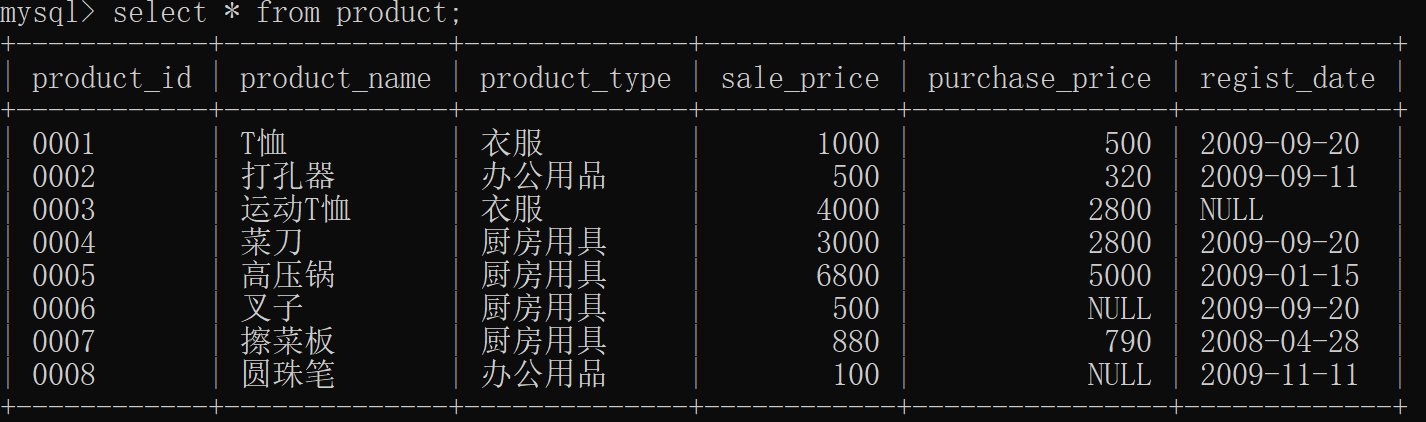 mysql> select * from product;
+------------+--------------+--------------+------------+----------------+-------------+
| product_id | product_name | product_type | sale_price | purchase_price | regist_date |
+------------+--------------+--------------+------------+----------------+-------------+
| 0001 | T恤 | 衣服 | 1000 | 500 | 2009-09-20 |
| 0002 | 打孔器 | 办公用品 | 500 | 320 | 2009-09-11 |
| 0003 | 运动T恤 | 衣服 | 4000 | 2800 | NULL |
| 0004 | 菜刀 | 厨房用具 | 3000 | 2800 | 2009-09-20 |
| 0005 | 高压锅 | 厨房用具 | 6800 | 5000 | 2009-01-15 |
| 0006 | 叉子 | 厨房用具 | 500 | NULL | 2009-09-20 |
| 0007 | 擦菜板 | 厨房用具 | 880 | 790 | 2008-04-28 |
| 0008 | 圆珠笔 | 办公用品 | 100 | NULL | 2009-11-11 |
+------------+--------------+--------------+------------+----------------+-------------+